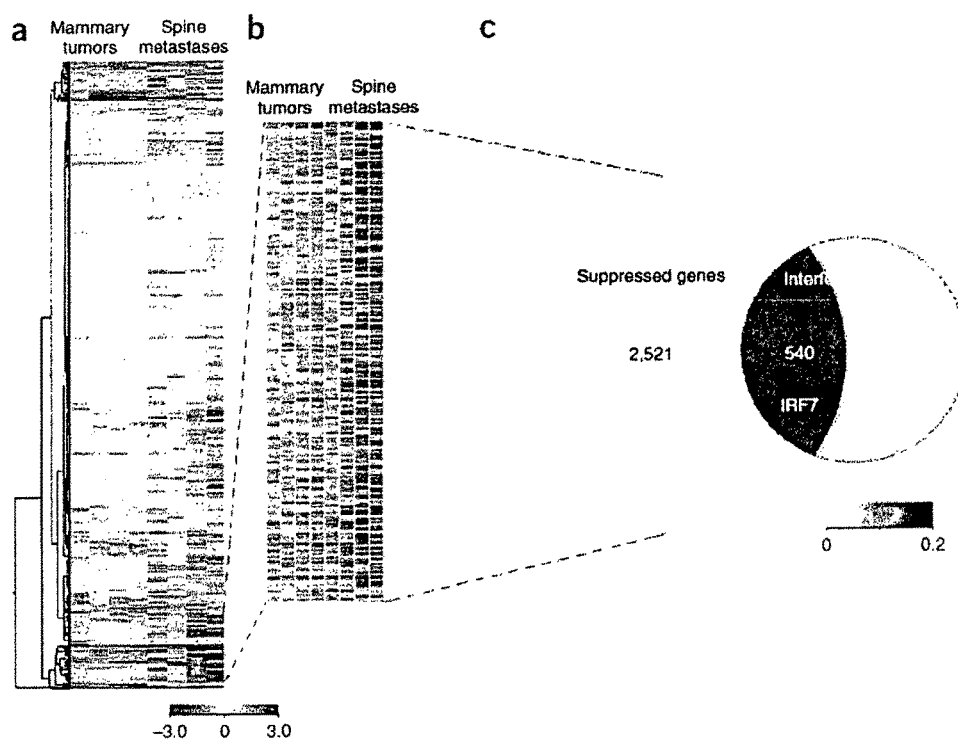 a
Mammary tumors
Spine metastases
b
Mammary tumors
Spine metastases
c
Suppressed genes
2,521
540
IRF7
0
0.2
–3.0
0
3.0